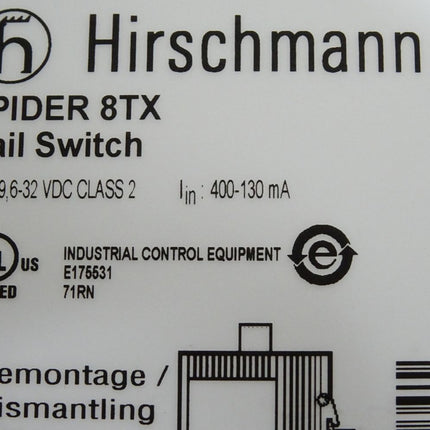 h Hirschmann
PIDER 8TX
ail Switch
9,6-32 VDC CLASS 2 Iin : 400-130 mA
L US INDUSTRIAL CONTROL EQUIPMENT e
E175531
ED 71RN
emontage /
ismantling